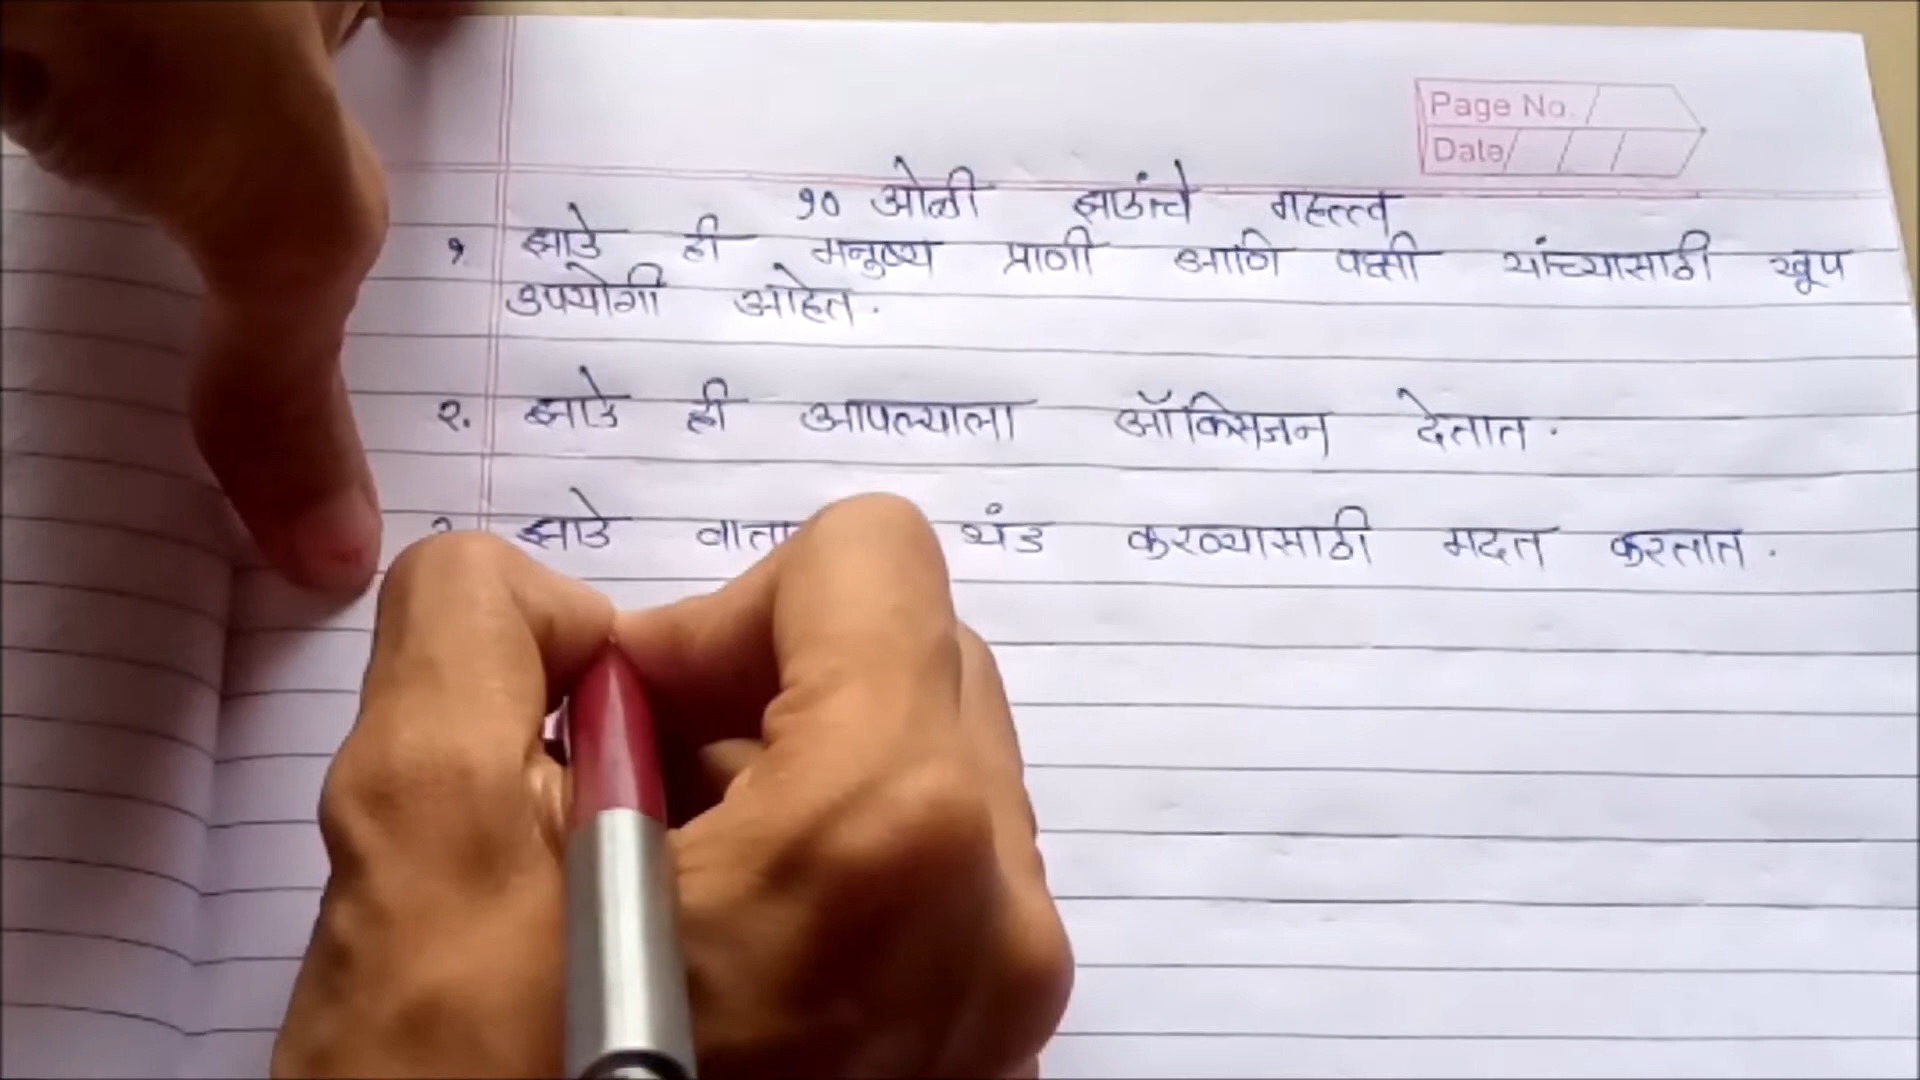 Page No.
Date
१० ओळी झाडांचे महत्त्व
१. झाडे ही मनुष्य प्राणी आणि पक्षी यांच्यासाठी खूप
उपयोगी आहेत.
२. झाडे ही आपल्याला ऑक्सिजन देतात.
झाडे थंड करण्यासाठी मदत करतात.